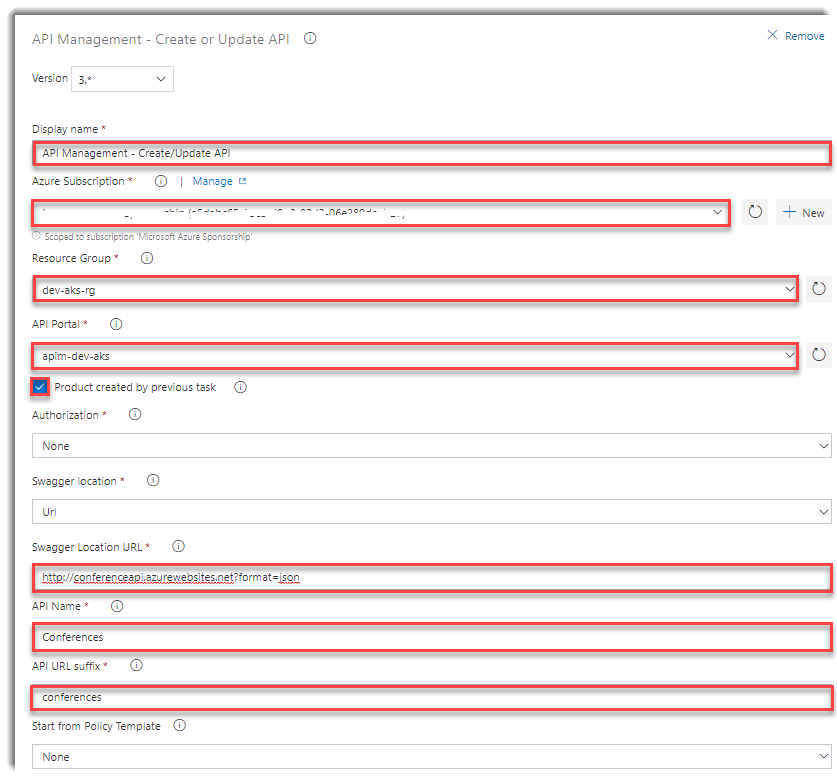 API Management - Create or Update API
Remove
Version 3.*
Display name *
API Management - Create/Update API
Azure Subscription * | Manage
New
Scoped to subscription 'Microsoft Azure Sponsorship'
Resource Group *
dev-aks-rg
API Portal *
apim-dev-aks
Product created by previous task
Authorization *
None
Swagger location *
Url
Swagger Location URL *
http://conferenceapi.azurewebsites.net?format=json
API Name *
Conferences
API URL suffix *
conferences
Start from Policy Template
None